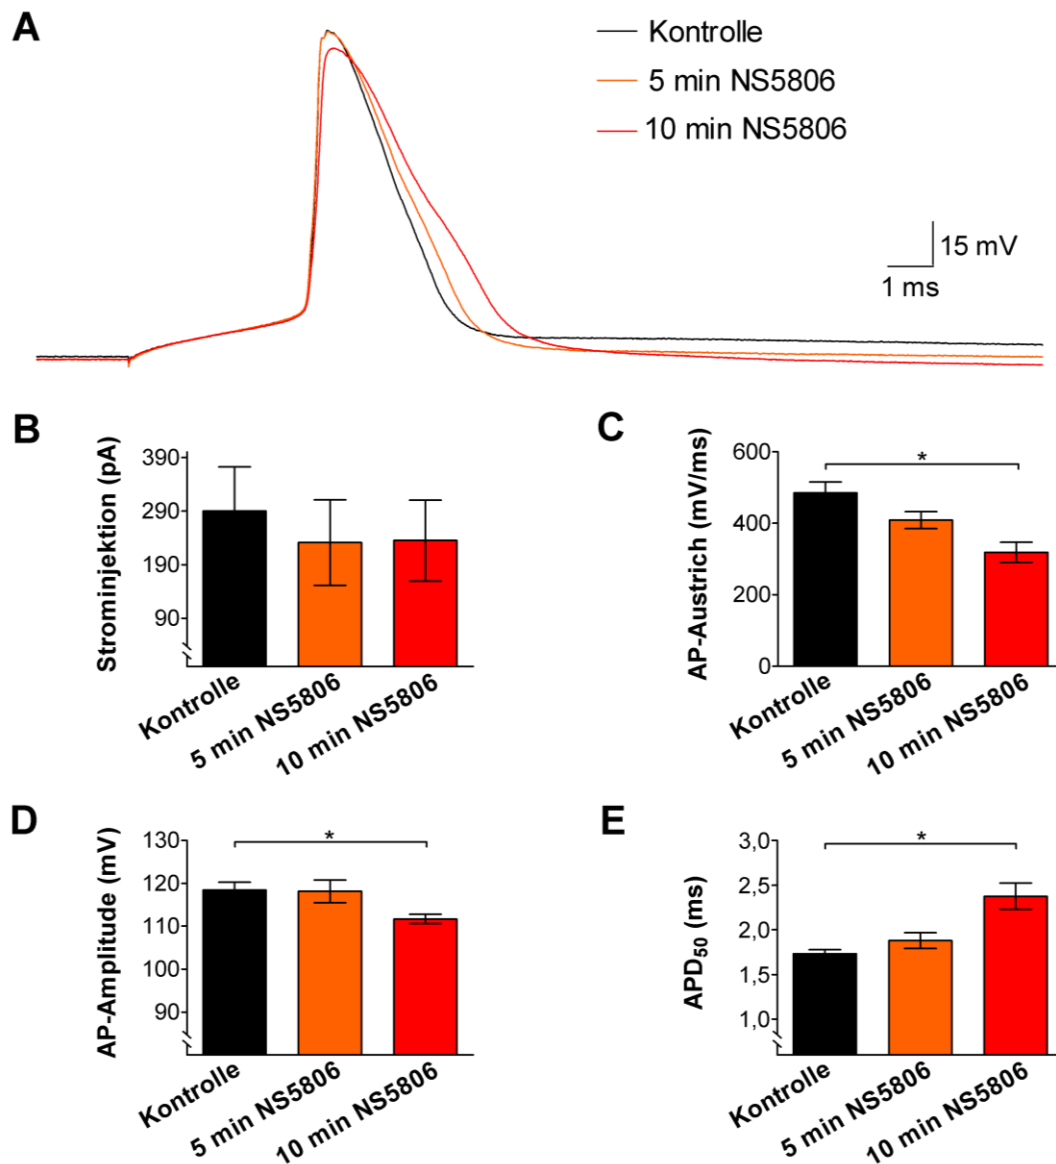 A
Kontrolle
5 min NS5806
10 min NS5806
15 mV
1 ms
B
Strominjektion (pA)
390
290
190
90
Kontrolle
5 min NS5806
10 min NS5806
C
AP-Austrich (mV/ms)
600
400
200
0
*
Kontrolle
5 min NS5806
10 min NS5806
D
AP-Amplitude (mV)
130
120
110
100
90
*
Kontrolle
5 min NS5806
10 min NS5806
E
APD50 (ms)
3,0
2,5
2,0
1,5
1,0
*
Kontrolle
5 min NS5806
10 min NS5806